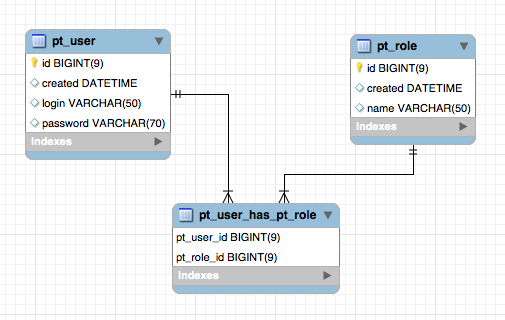 pt_user
id BIGINT(9)
created DATETIME
login VARCHAR(50)
password VARCHAR(70)
Indexes
pt_role
id BIGINT(9)
created DATETIME
name VARCHAR(50)
Indexes
pt_user_has_pt_role
pt_user_id BIGINT(9)
pt_role_id BIGINT(9)
Indexes